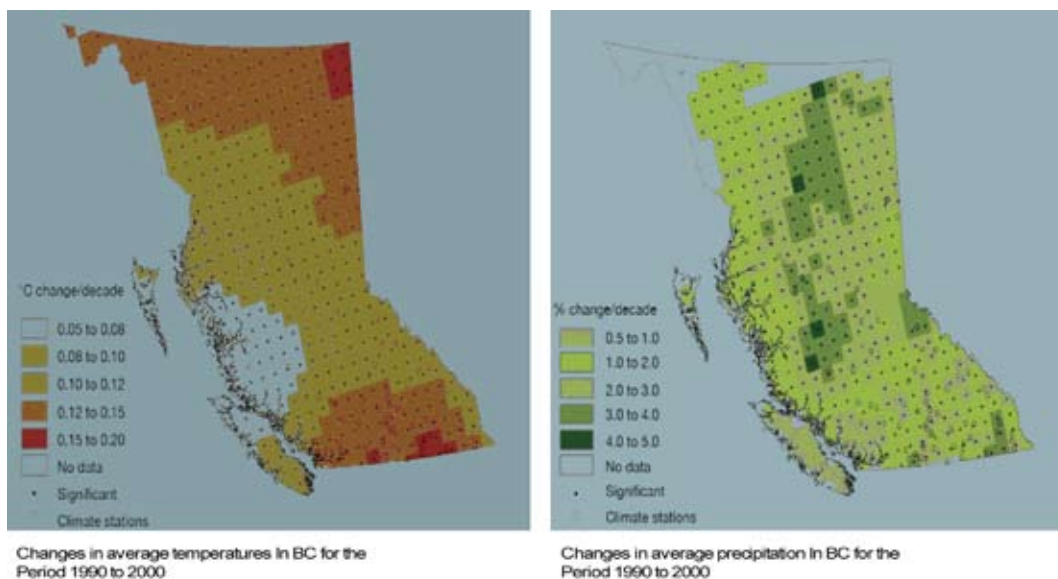 °C change/decade
0.05 to 0.08
0.08 to 0.10
0.10 to 0.12
0.12 to 0.15
0.15 to 0.20
No data
Significant
Climate stations
Changes in average temperatures In BC for the
Period 1990 to 2000
% change/decade
0.5 to 1.0
1.0 to 2.0
2.0 to 3.0
3.0 to 4.0
4.0 to 5.0
No data
Significant
Climate stations
Changes in average precipitation In BC for the
Period 1990 to 2000